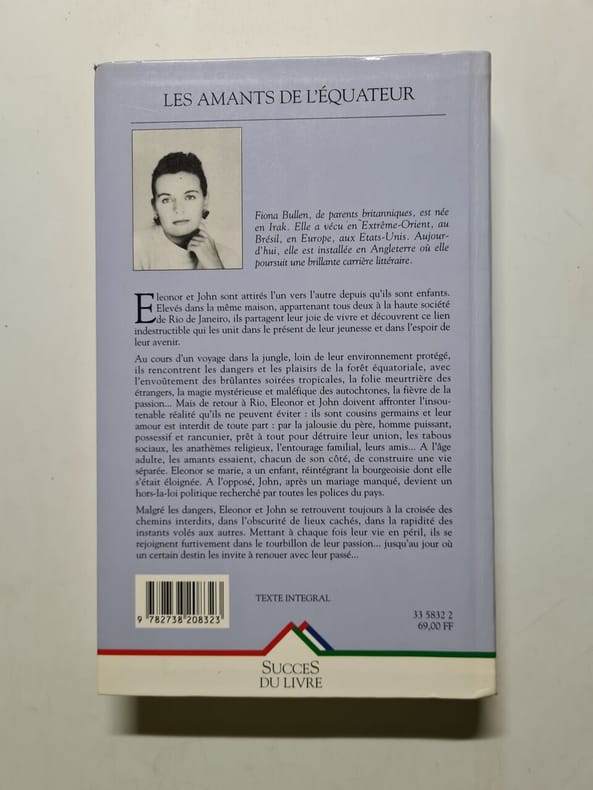 LES AMANTS DE L'ÉQUATEUR
Fiona Bullen, de parents britanniques, est née
en Irak. Elle a vécu en Extrême-Orient, au
Brésil, en Europe, aux Etats-Unis. Aujour-
d'hui, elle est installée en Angleterre où elle
poursuit une brillante carrière littéraire.
Eleonor et John sont attirés l'un vers l'autre depuis qu'ils sont enfants.
Elevés dans la même maison, appartenant tous deux à la haute société
de Rio de Janeiro, ils partagent leur joie de vivre et découvrent ce lien
indestructible qui les unit dans le présent de leur jeunesse et dans l'espoir de
leur avenir.
Au cours d'un voyage dans la jungle, loin de leur environnement protégé,
ils rencontrent les dangers et les plaisirs de la forêt équatoriale, avec
l'envoûtement des brûlantes soirées tropicales, la folie meurtrière des
étrangers, la magie mystérieuse et maléfique des autochtones, la fièvre de la
passion... Mais de retour à Rio, Eleonor et John doivent affronter l'insou-
tenable réalité qu'ils ne peuvent éviter : ils sont cousins germains et leur
amour est interdit de toute part : par la jalousie du père, homme puissant,
possessif et rancunier, prêt à tout pour détruire leur union, les tabous
sociaux, les anathèmes religieux, l'entourage familial, leurs amis... A l'âge
adulte, les amants essaient, chacun de son côté, de construire une vie
séparée. Eleonor se marie, a un enfant, réintégrant la bourgeoisie dont elle
s'était éloignée. A l'opposé, John, après un mariage manqué, devient un
hors-la-loi politique recherché par toutes les polices du pays.
Malgré les dangers, Eleonor et John se retrouvent toujours à la croisée des
chemins interdits, dans l'obscurité de lieux cachés, dans la rapidité des
instants volés aux autres. Mettant à chaque fois leur vie en péril, ils se
rejoignent furtivement dans le tourbillon de leur passion... jusqu'au jour où
un certain destin les invite à renouer avec leur passé...
TEXTE INTEGRAL
33 5832 2
69,00 FF
9 782738 208323
SUCCES
DU LIVRE